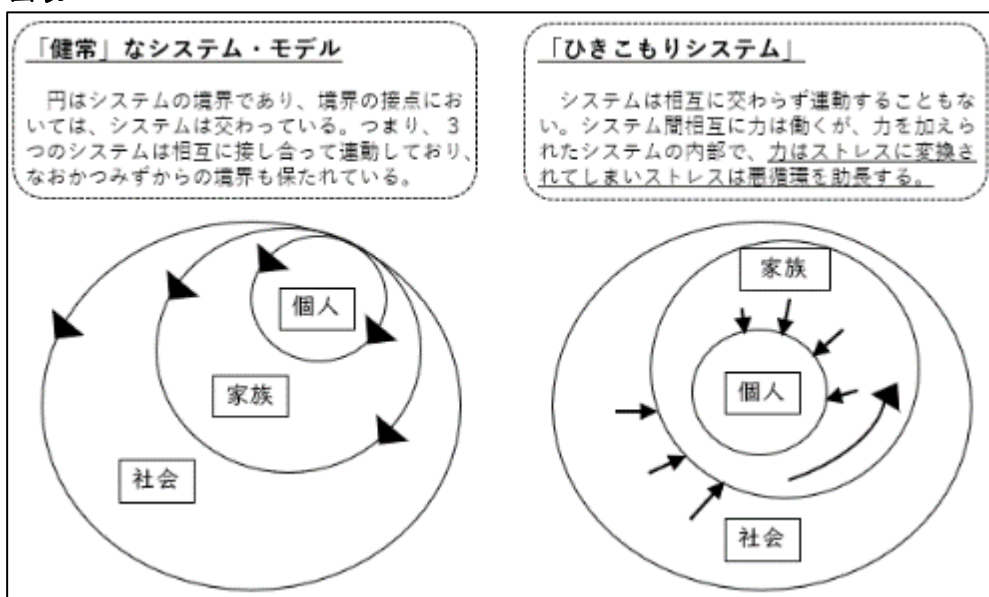 「健常」なシステム・モデル
円はシステムの境界であり、境界の接点にお
いては、システムは交わっている。つまり、３
つのシステムは相互に接し合って連動しており、
なおかつみずからの境界も保たれている。
個人
家族
社会
「ひきこもりシステム」
システムは相互に交わらず連動することもな
い。システム間相互に力は働くが、力を加えら
れたシステムの内部で、力はストレスに変換さ
れてしまいストレスは悪循環を助長する。
家族
個人
社会